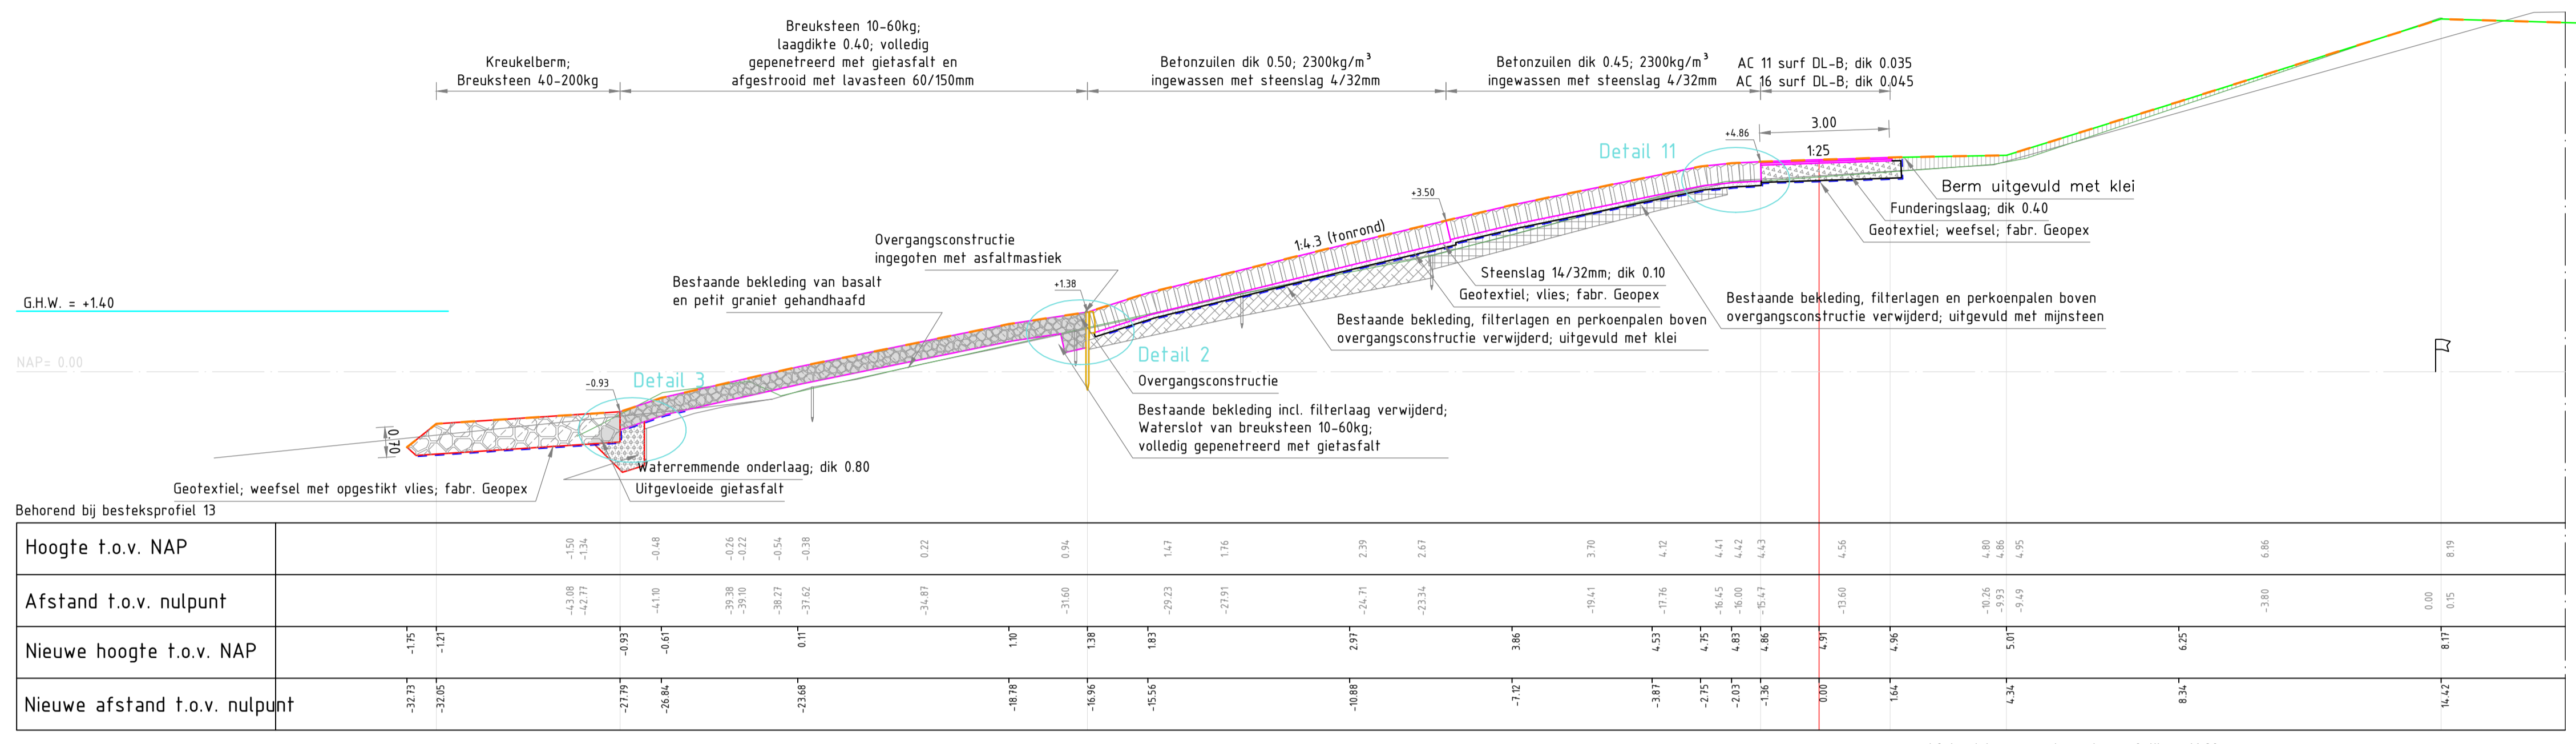 Kreukelberm;
Breuksteen 40-200kg
Breuksteen 10-60kg;
laagdikte 0.40; volledig
gepenetreerd met gietasfalt en
afgestrooid met lavasteen 60/150mm
Betonzuilen dik 0.50; 2300kg/m³
ingewassen met steenslag 4/32mm
Betonzuilen dik 0.45; 2300kg/m³
ingewassen met steenslag 4/32mm
AC 11 surf DL-B; dik 0.035
AC 16 surf DL-B; dik 0.045
3.00
+4.86
1:25
Detail 11
Berm uitgevuld met klei
Funderingslaag; dik 0.40
Geotextiel; weefsel; fabr. Geopex
+3.50
1:4.3 (tonrond)
Overgangsconstructie
ingegoten met asfaltmastiek
Bestaande bekleding van basalt
en petit graniet gehandhaafd
+1.38
Steenslag 14/32mm; dik 0.10
Geotextiel; vlies; fabr. Geopex
Bestaande bekleding, filterlagen en perkoenpalen boven
overgangsconstructie verwijderd; uitgevuld met mijnsteen
Bestaande bekleding, filterlagen en perkoenpalen boven
overgangsconstructie verwijderd; uitgevuld met klei
G.H.W. = +1.40
NAP= 0.00
Detail 2
Detail 3
-0.93
Overgangsconstructie
Bestaande bekleding incl. filterlaag verwijderd;
Waterslot van breuksteen 10-60kg;
volledig gepenetreerd met gietasfalt
0.70
Waterremmende onderlaag; dik 0.80
Geotextiel; weefsel met opgestikt vlies; fabr. Geopex
Uitgevloeide gietasfalt
Behorend bij besteksprofiel 13
Hoogte t.o.v. NAP
-1.50 -1.34 -0.48 -0.26 -0.22 -0.54 -0.38 0.22 0.94 1.47 1.76 2.39 2.67 3.70 4.12 4.41 4.42 4.43 4.56 4.80 4.86 4.95 6.86 8.19
Afstand t.o.v. nulpunt
-43.08 -42.77 -41.10 -39.38 -39.10 -38.27 -37.62 -34.87 -31.60 -29.23 -27.91 -24.71 -23.34 -19.41 -17.76 -16.45 -16.00 -15.47 -13.60 -10.26 -9.93 -9.49 -3.80 0.00 0.15
Nieuwe hoogte t.o.v. NAP
-1.75 -1.21 -0.93 -0.61 0.11 1.10 1.38 1.83 2.97 3.86 4.53 4.75 4.83 4.86 4.91 4.96 5.01 6.25 8.17
Nieuwe afstand t.o.v. nulpunt
-32.73 -32.05 -27.79 -26.84 -23.68 -18.78 -16.96 -15.56 -10.88 -7.12 -3.87 -2.75 -2.03 -1.36 0.00 1.64 4.34 8.34 14.42